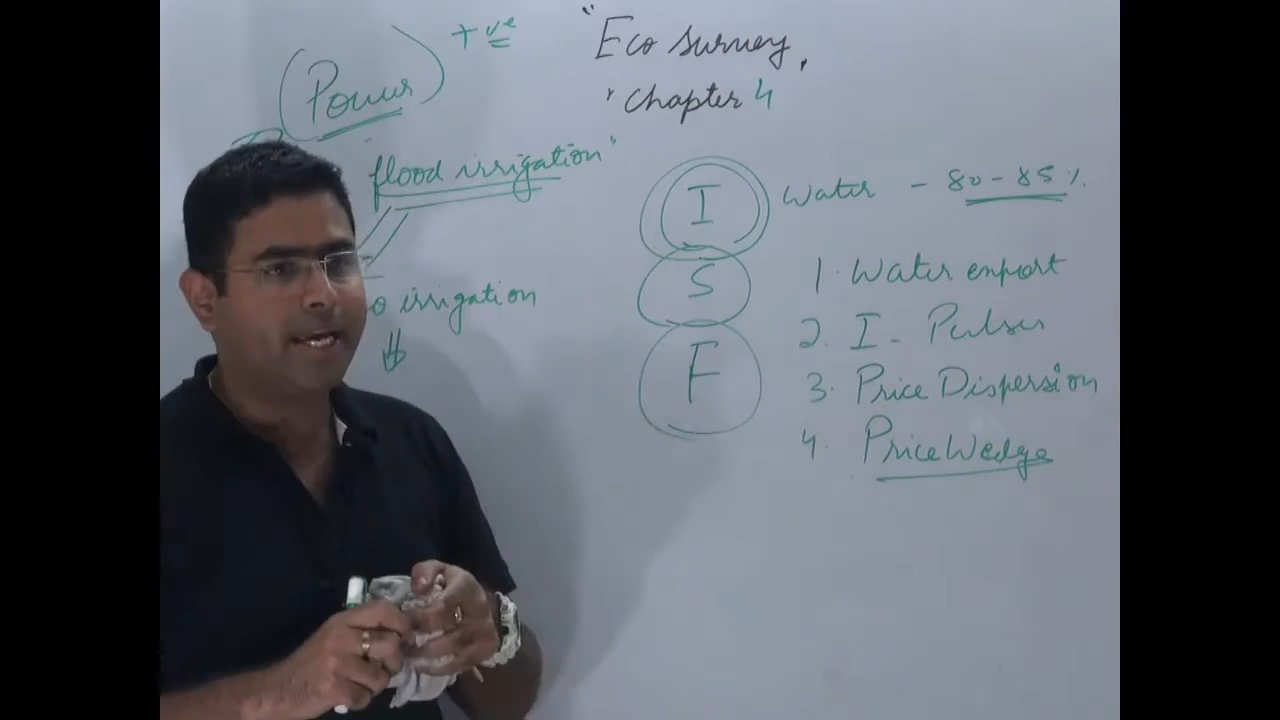 "Eco Survey,
' Chapter 4
(Power) +ve
flood irrigation"
o irrigation
I Water - 80-85%.
S
F
1. Water export
2. I - Pulses
3. Price Dispersion
4. Price Wedge